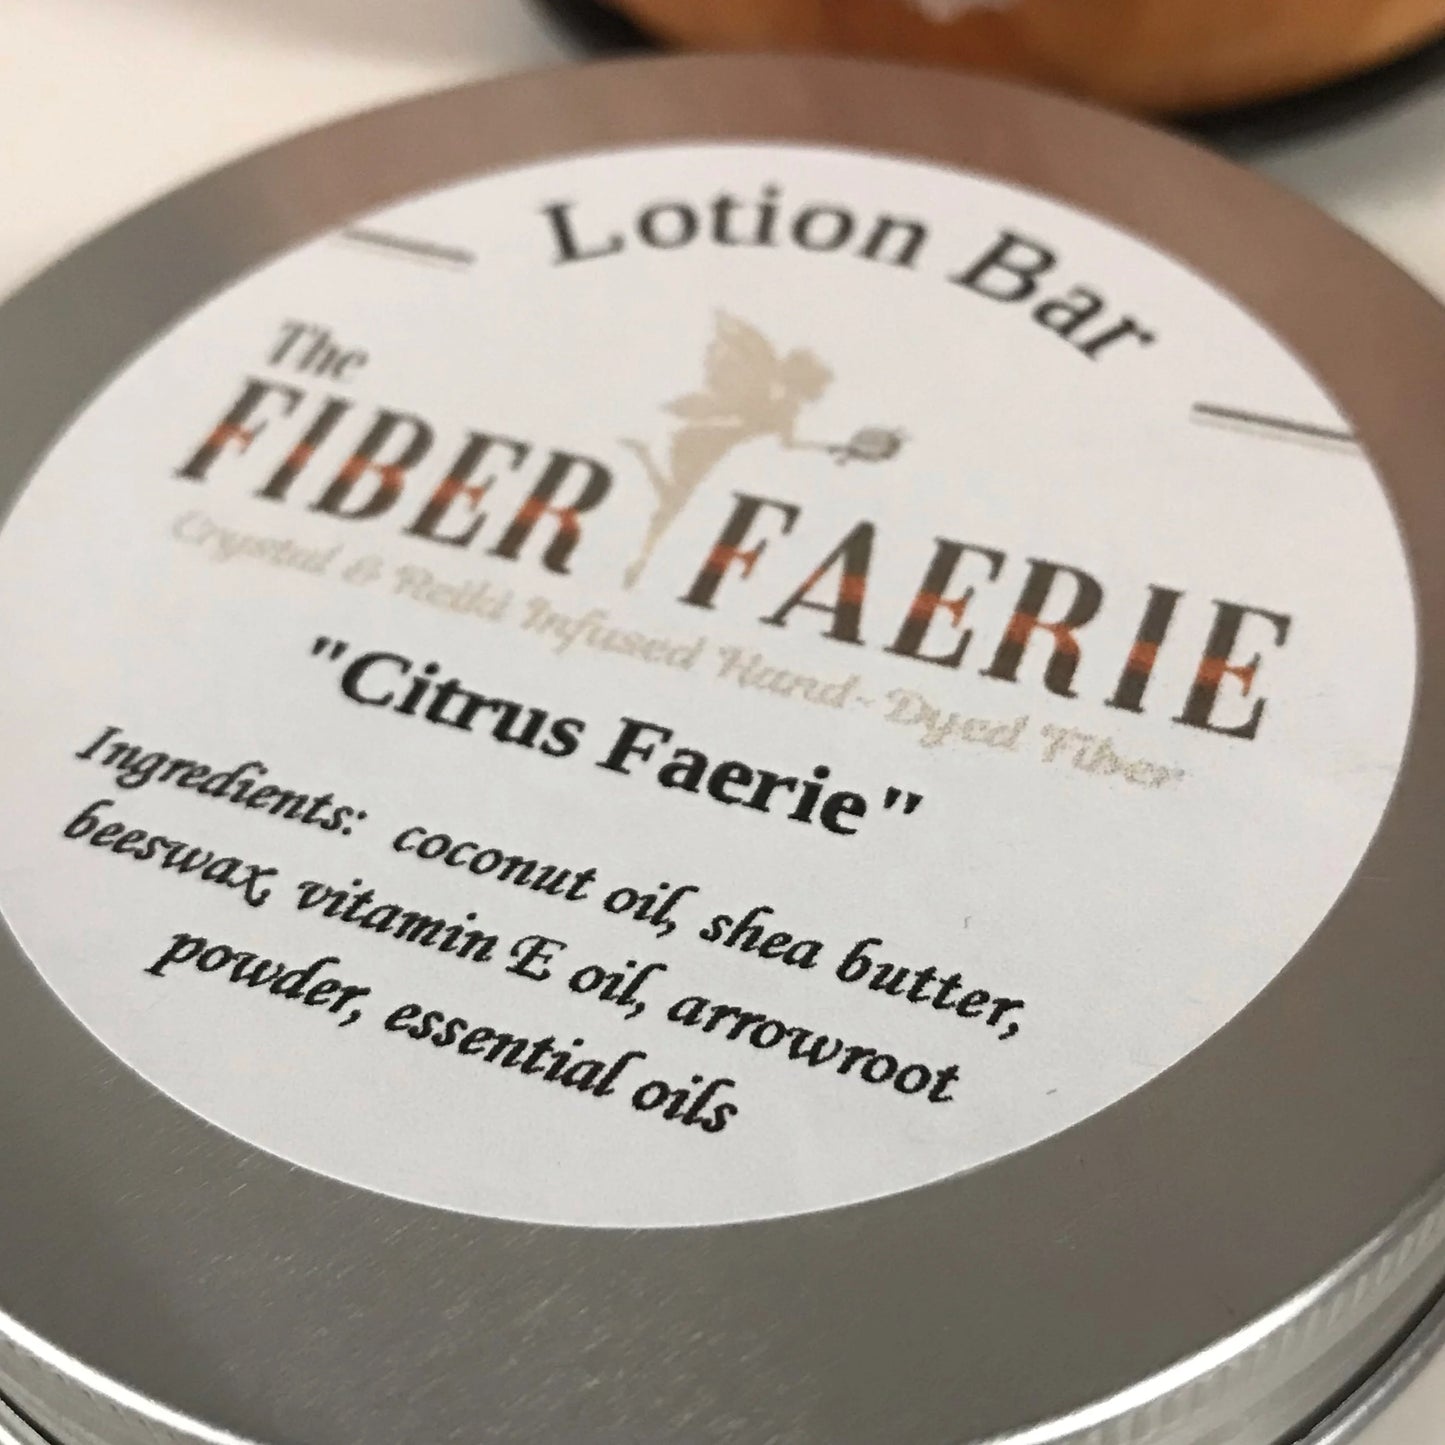 Lotion Bar
The
FIBER FAERIE
Crystal & Reiki Infused Hand-Dyed Fiber
"Citrus Faerie"
Ingredients: coconut oil, shea butter,
beeswax, vitamin E oil, arrowroot
powder, essential oils